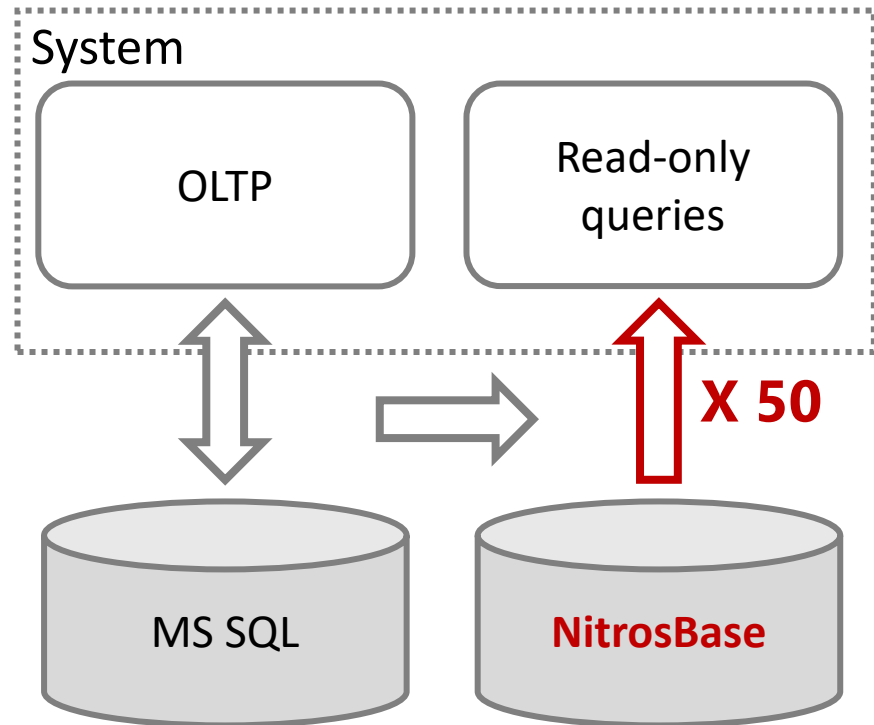 System
OLTP
Read-only
queries
X 50
MS SQL
NitrosBase